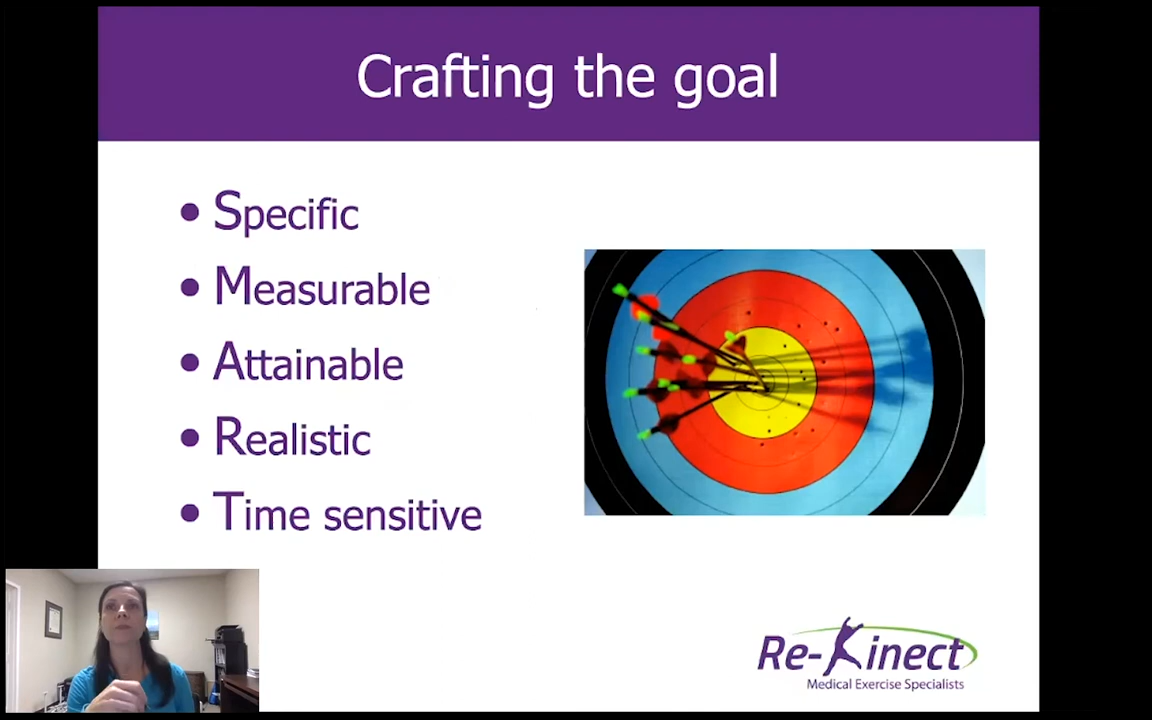 Crafting the goal
• Specific
• Measurable
• Attainable
• Realistic
• Time sensitive
Re-Kinect
Medical Exercise Specialists